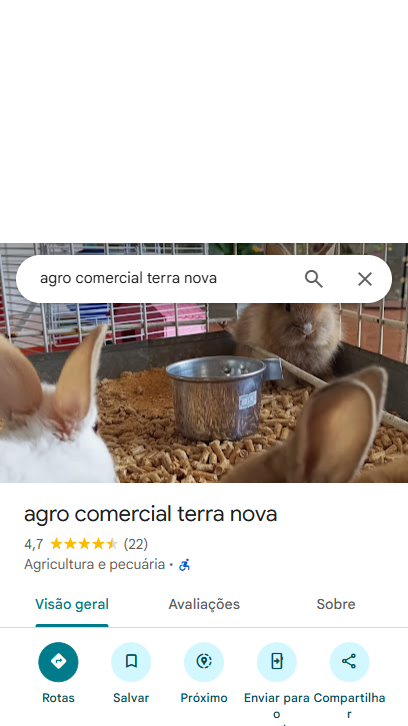 agro comercial terra nova
agro comercial terra nova
4,7 (22)
Agricultura e pecuária ·
Visão geral Avaliações Sobre
Rotas Salvar Próximo Enviar para Compartilha
o r